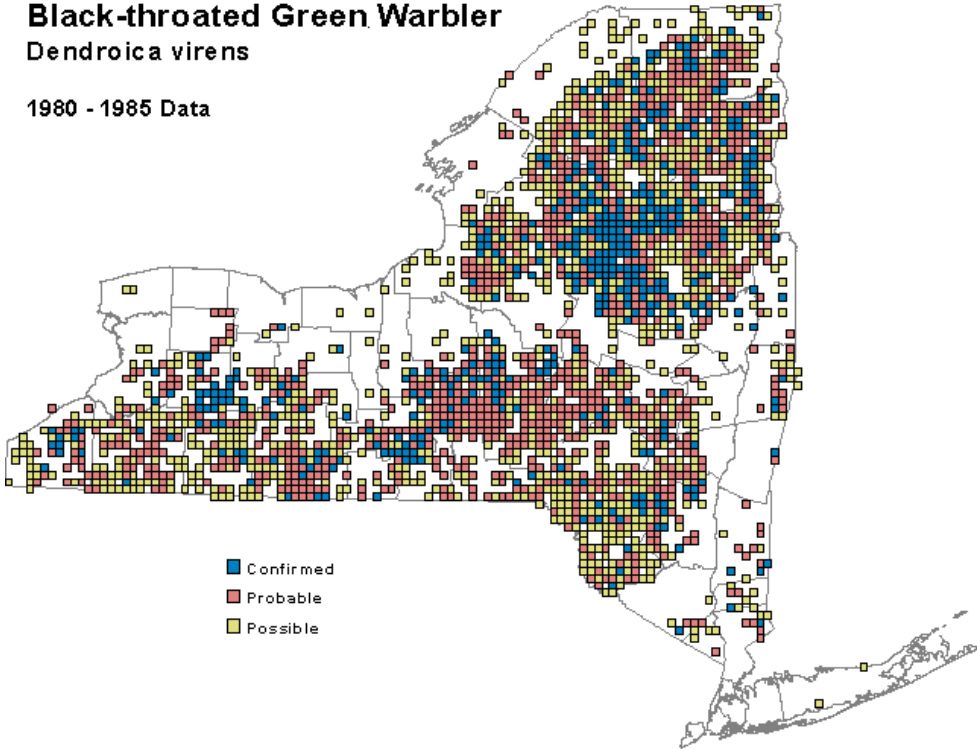 Black-throated Green Warbler
Dendroica virens
1980 - 1985 Data
Confirmed
Probable
Possible